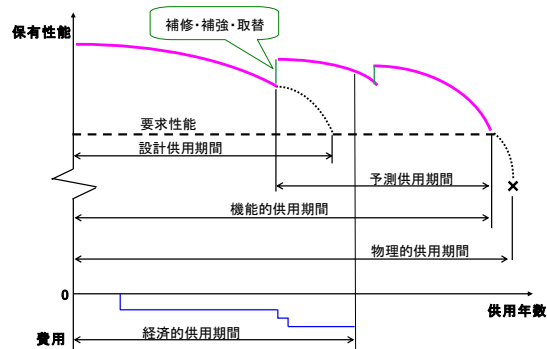 保有性能
補修・補強・取替
要求性能
設計供用期間
予測供用期間
機能的供用期間
物理的供用期間
0
供用年数
費用
経済的供用期間